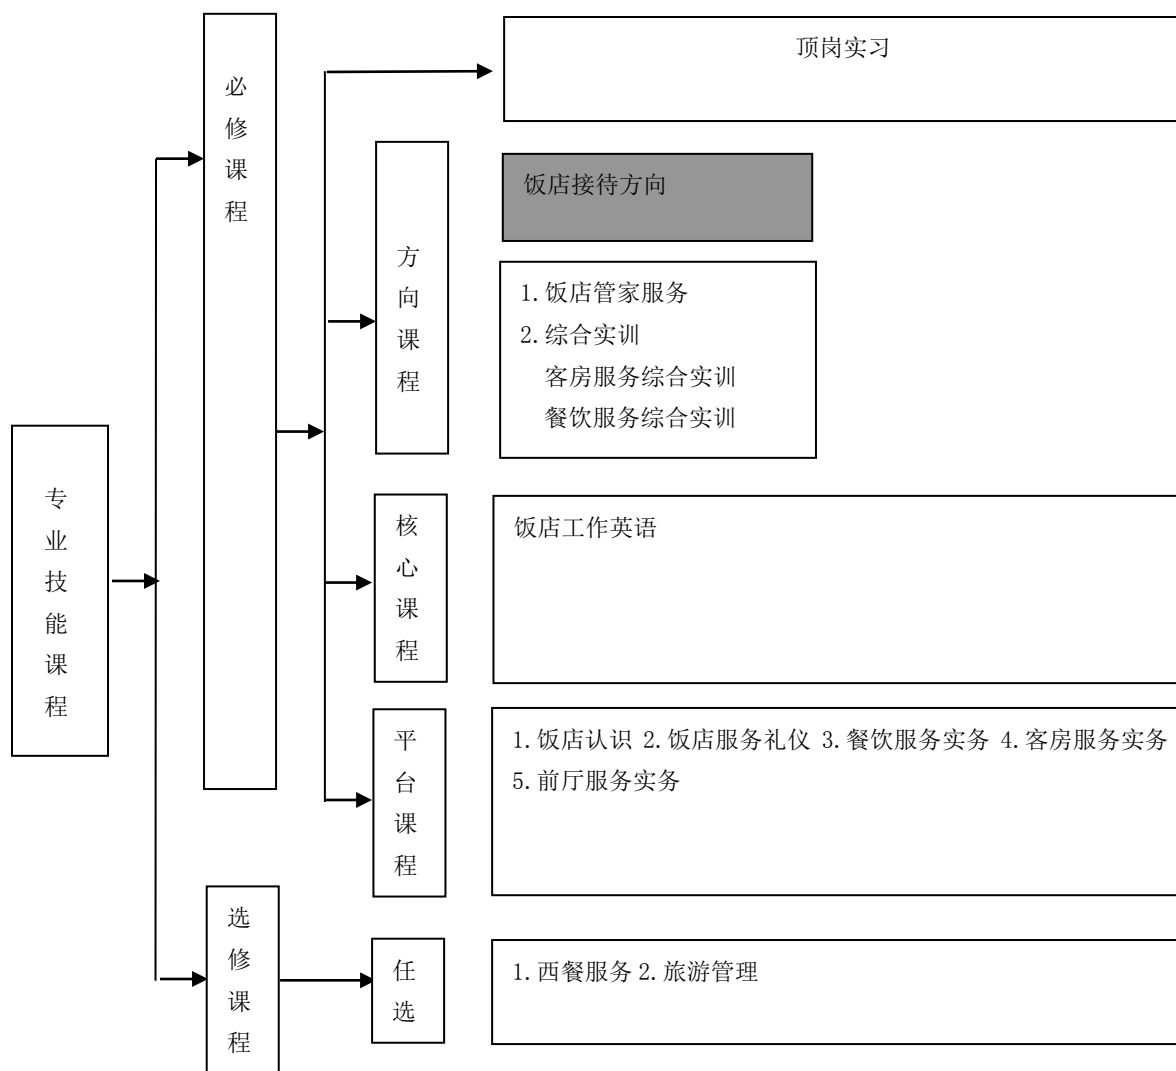 专业技能课程
必修课程
顶岗实习
方向课程
饭店接待方向
1.饭店管家服务
2.综合实训
客房服务综合实训
餐饮服务综合实训
核心课程
饭店工作英语
平台课程
1.饭店认识 2.饭店服务礼仪 3.餐饮服务实务 4.客房服务实务
5.前厅服务实务
选修课程
任选
1.西餐服务 2.旅游管理